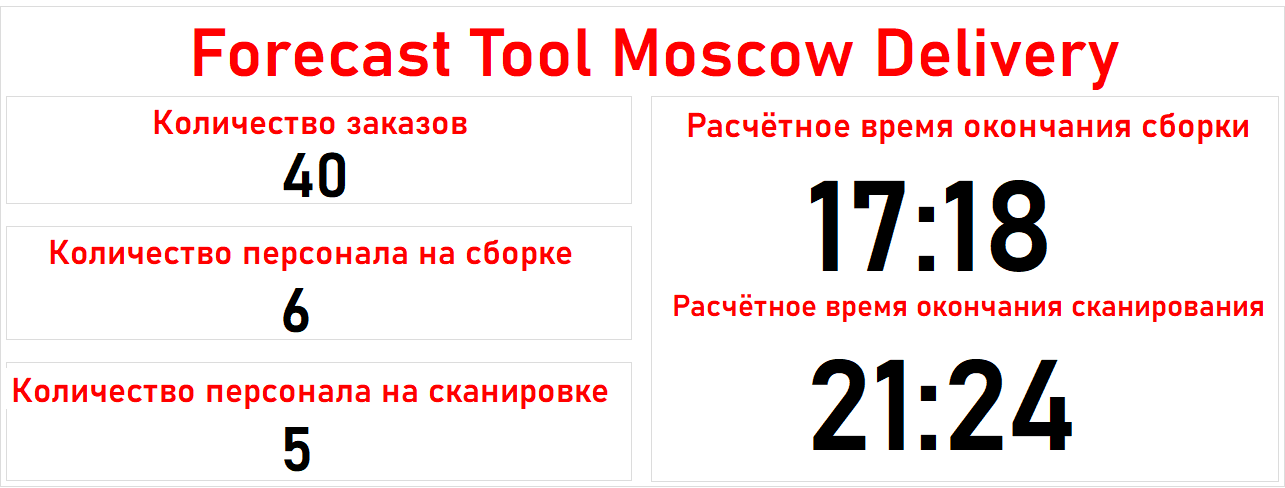 Forecast Tool Moscow Delivery
Количество заказов
40
Количество персонала на сборке
6
Количество персонала на сканировке
5
Расчётное время окончания сборки
17:18
Расчётное время окончания сканирования
21:24